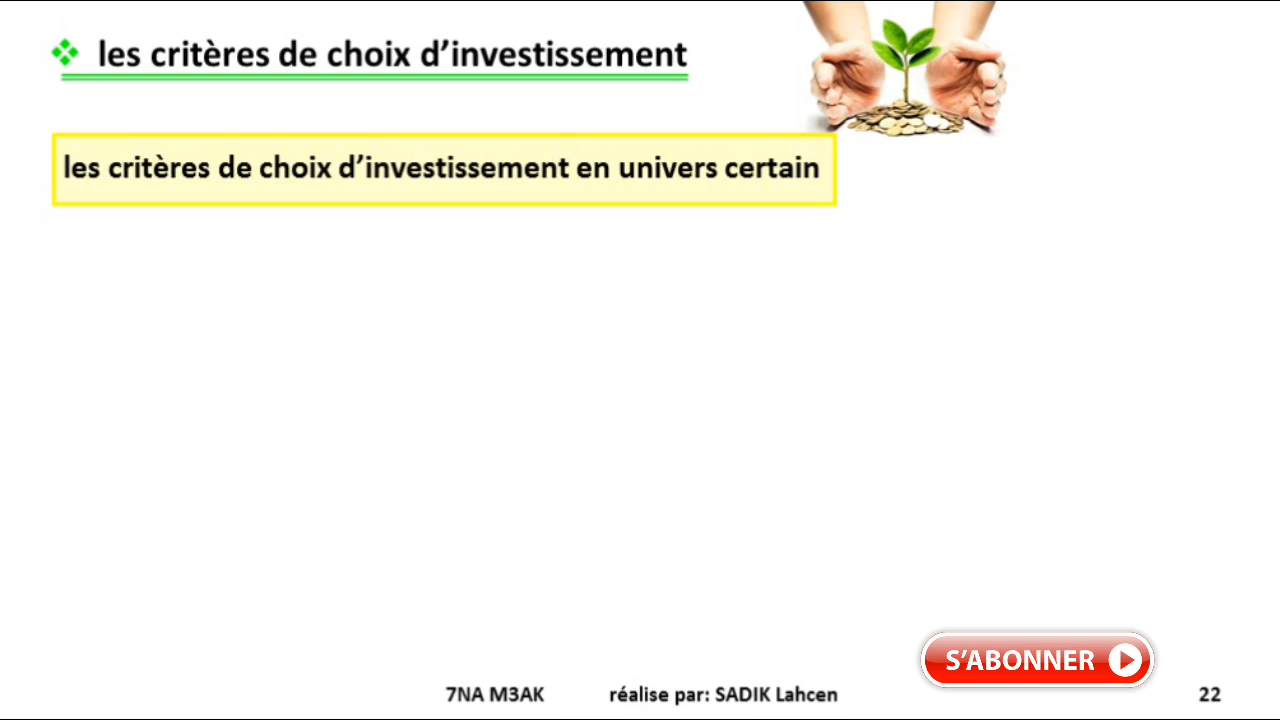 les critères de choix d’investissement
les critères de choix d’investissement en univers certain
S’ABONNER
7NA M3AK réalise par: SADIK Lahcen 22